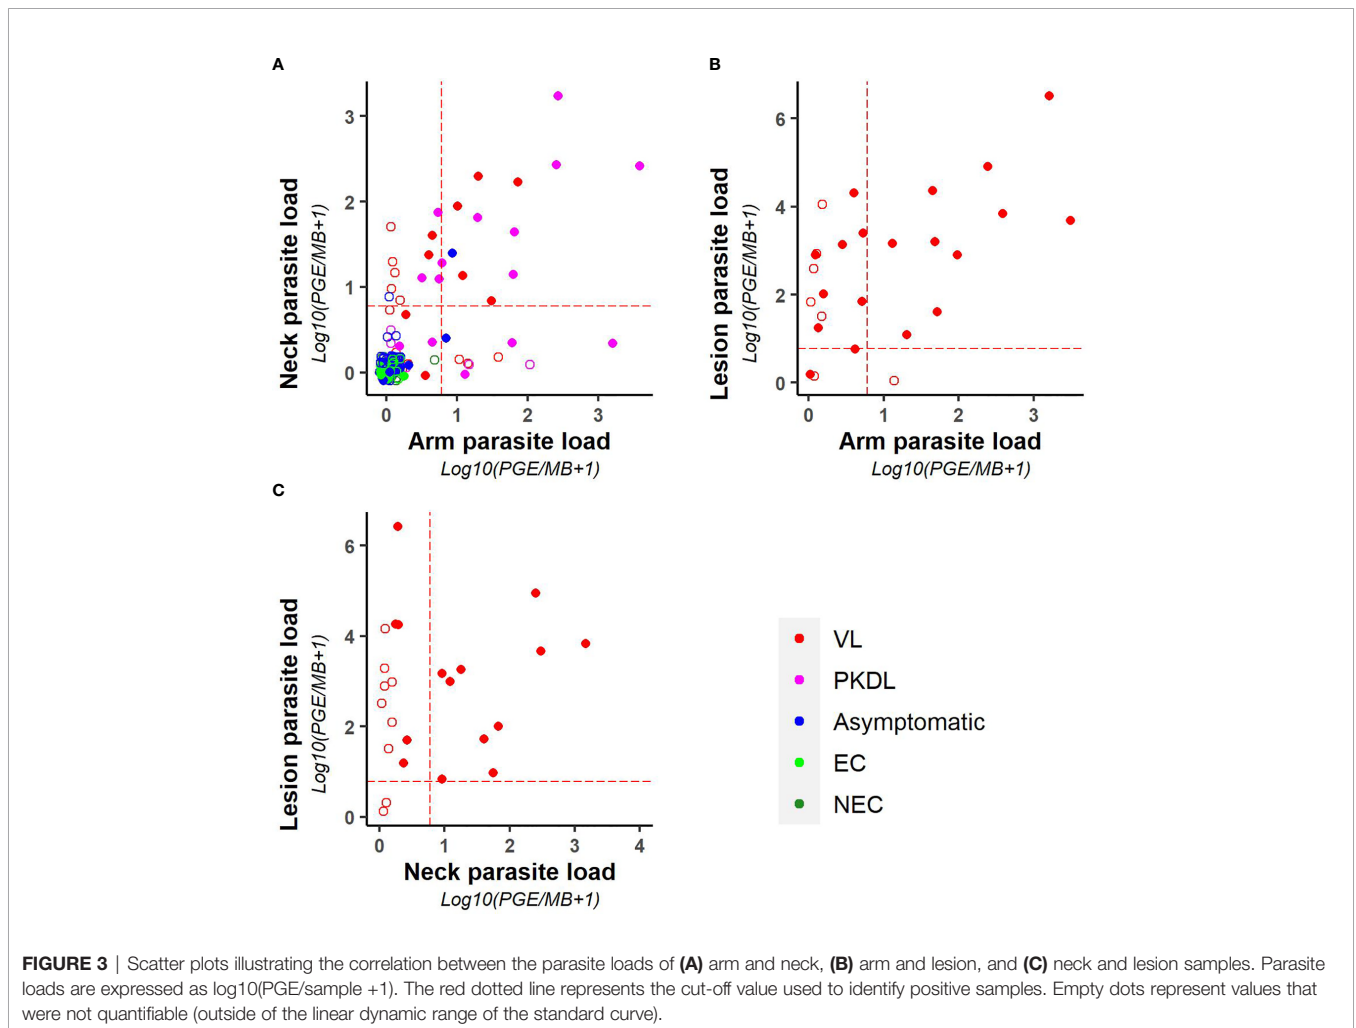 A
Neck parasite load
Log10(PGE/MB+1)
3
2
1
0
0 1 2 3
Arm parasite load
Log10(PGE/MB+1)
B
Lesion parasite load
Log10(PGE/MB+1)
6
4
2
0
0 1 2 3
Arm parasite load
Log10(PGE/MB+1)
C
Lesion parasite load
Log10(PGE/MB+1)
6
4
2
0
0 1 2 3 4
Neck parasite load
Log10(PGE/MB+1)
VL
PKDL
Asymptomatic
EC
NEC
FIGURE 3 | Scatter plots illustrating the correlation between the parasite loads of (A) arm and neck, (B) arm and lesion, and (C) neck and lesion samples. Parasite
loads are expressed as log10(PGE/sample +1). The red dotted line represents the cut-off value used to identify positive samples. Empty dots represent values that
were not quantifiable (outside of the linear dynamic range of the standard curve).